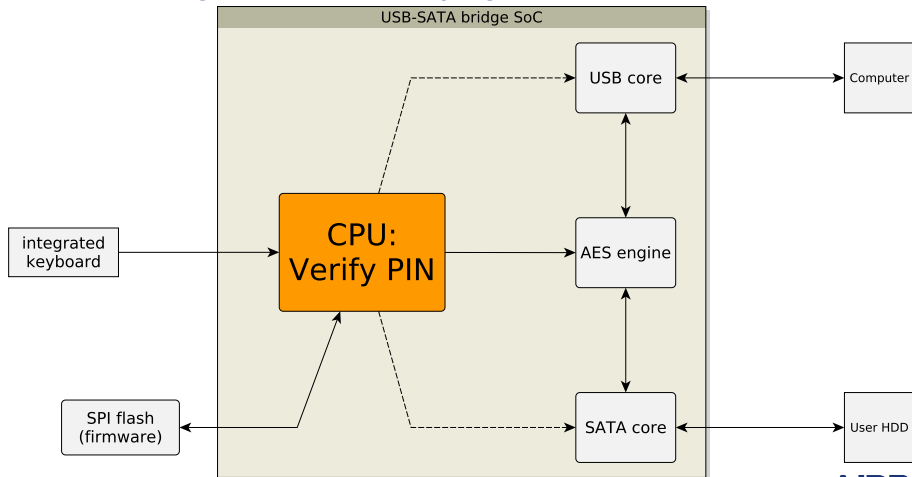 USB-SATA bridge SoC
USB core
Computer
integrated
keyboard
CPU:
Verify PIN
AES engine
SPI flash
(firmware)
SATA core
User HDD